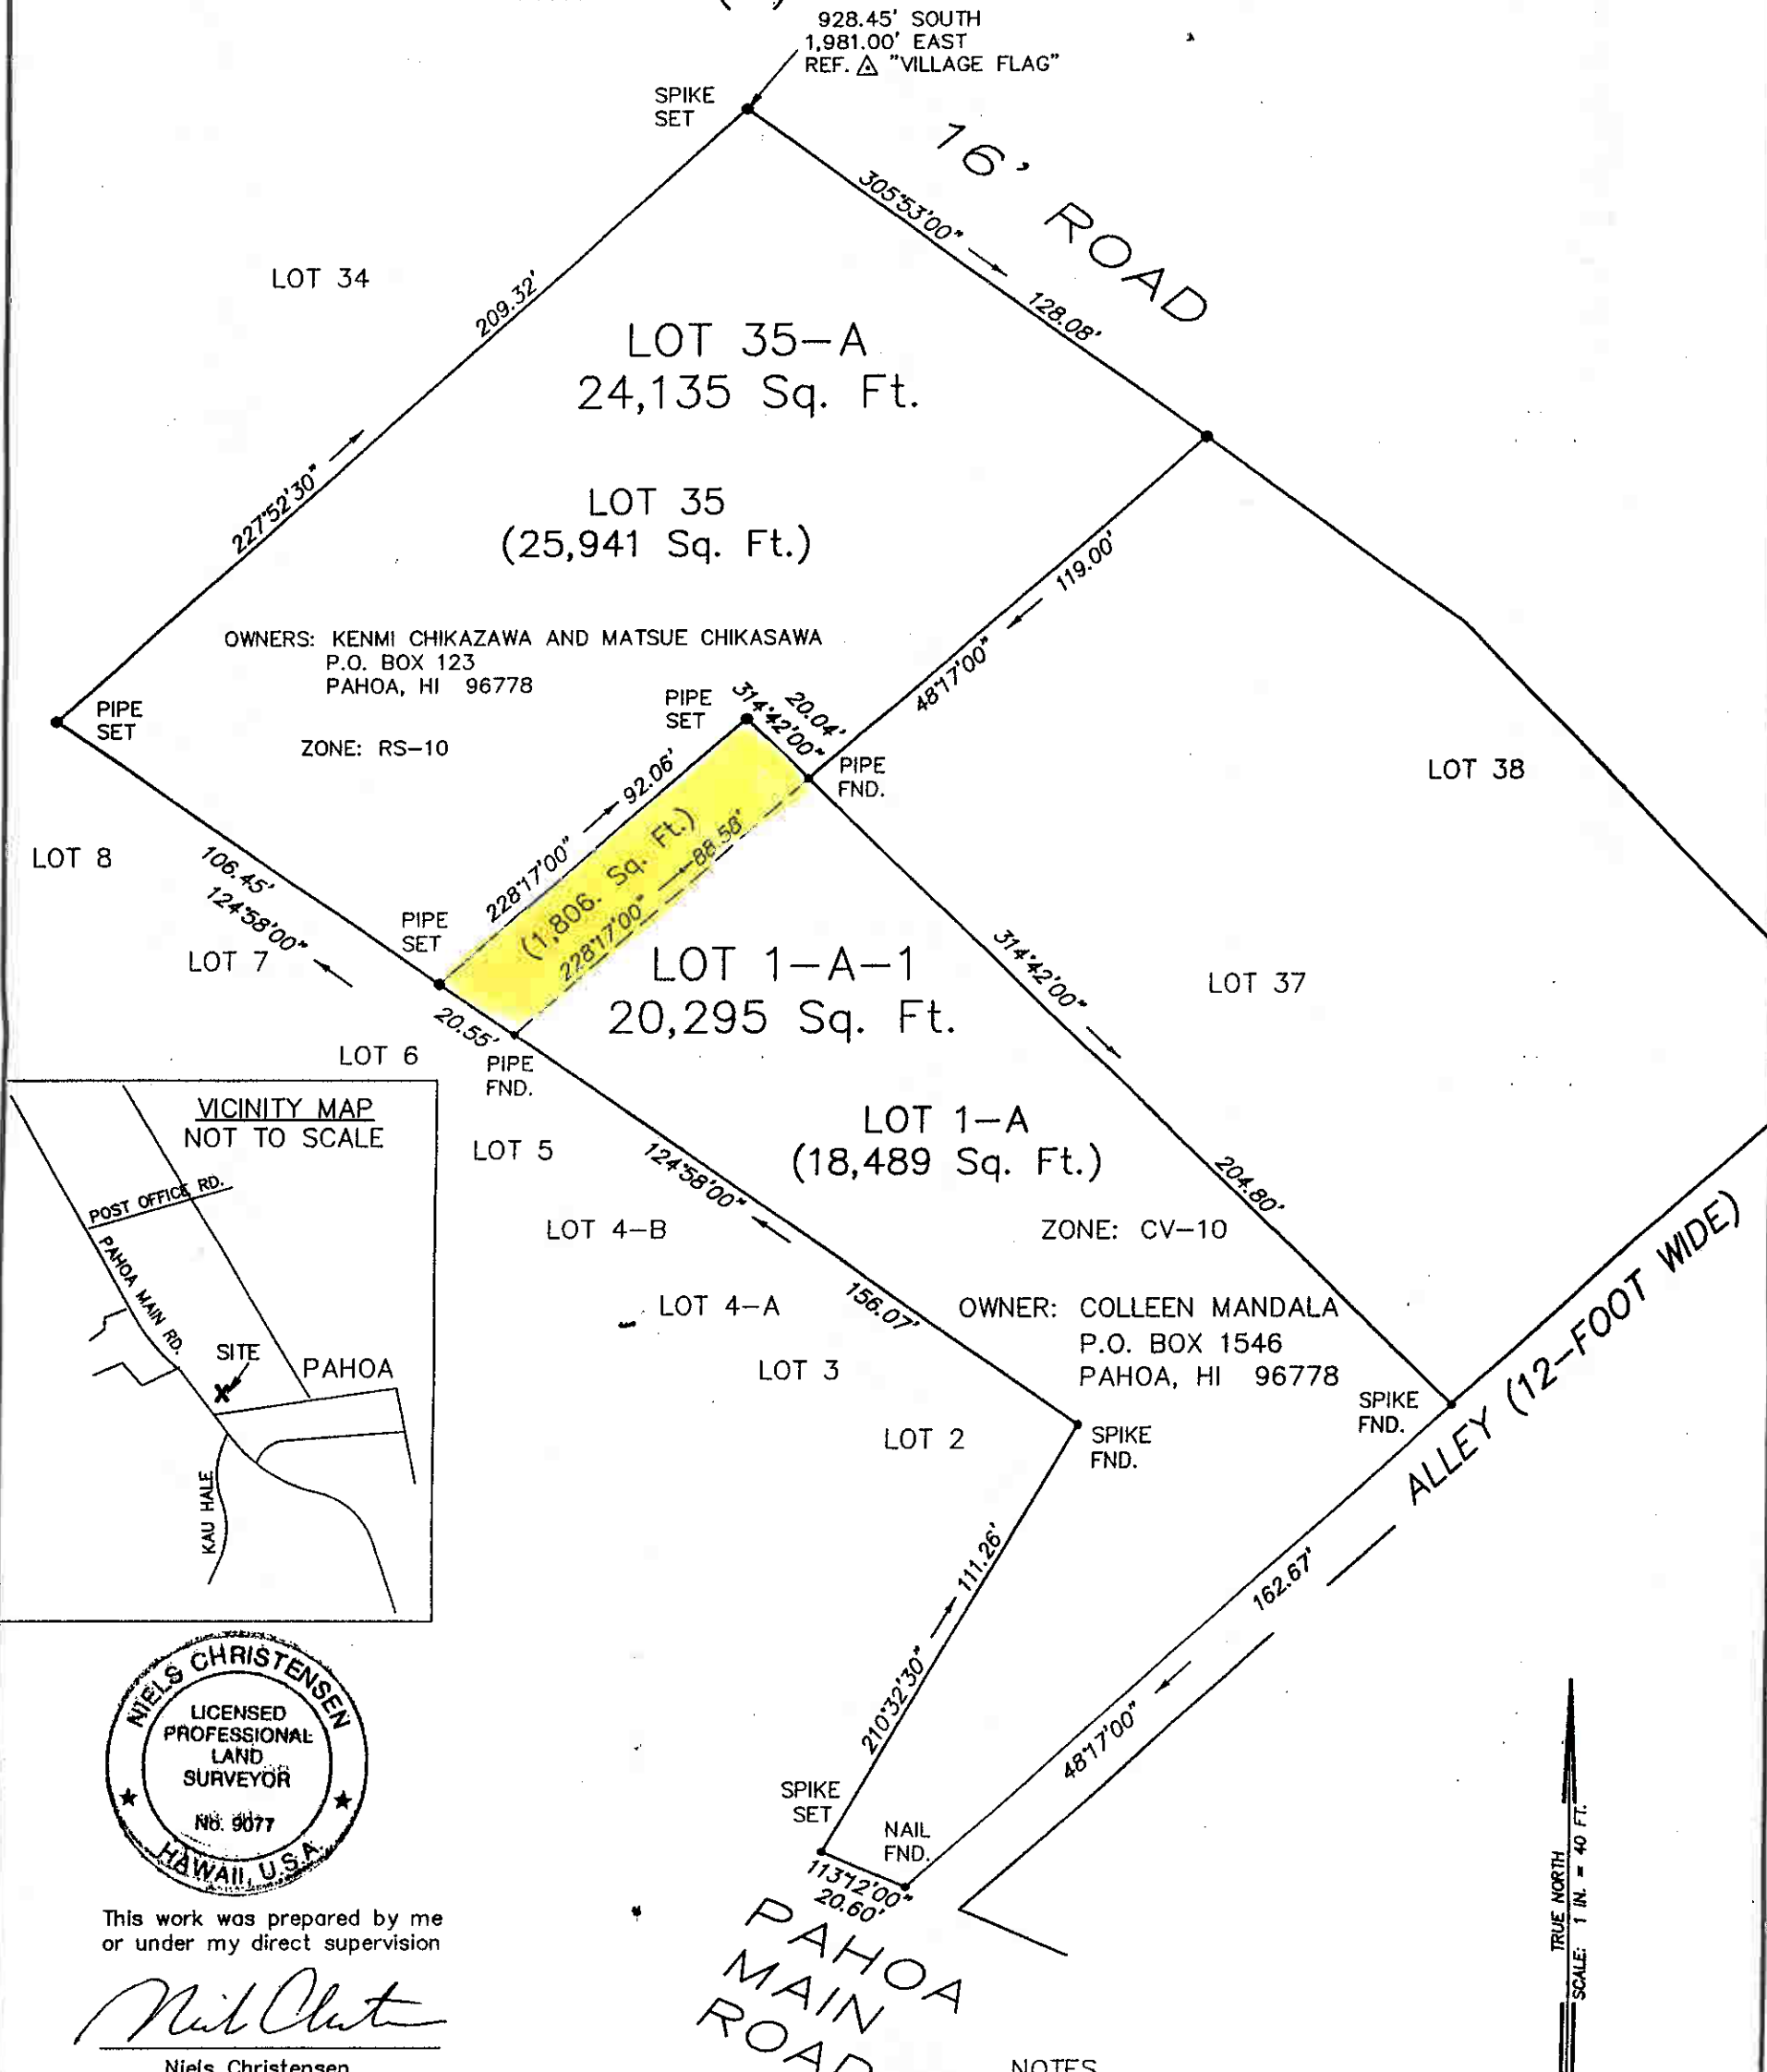 928.45' SOUTH
1,981.00' EAST
REF. △ "VILLAGE FLAG"
SPIKE
SET
16' ROAD
305°53'00"
128.08'
LOT 34
209.32'
227°52'30"
LOT 35-A
24,135 Sq. Ft.
LOT 35
(25,941 Sq. Ft.)
119.00'
48°17'00"
OWNERS: KENMI CHIKAZAWA AND MATSUE CHIKASAWA
P.O. BOX 123
PAHOA, HI 96778
PIPE
SET
ZONE: RS-10
PIPE
SET
20.04'
314°42'00"
PIPE
FND.
LOT 38
92.06'
228°17'00"
(1,806. Sq. Ft.)
88.58'
228°17'00"
LOT 8
106.45'
124°58'00"
PIPE
SET
LOT 7
LOT 1-A-1
20,295 Sq. Ft.
314°42'00"
LOT 37
20.55'
LOT 6
PIPE
FND.
VICINITY MAP
NOT TO SCALE
POST OFFICE RD.
PAHOA MAIN RD.
SITE
X
PAHOA
KAU HALE
LOT 5
124°58'00"
LOT 1-A
(18,489 Sq. Ft.)
204.80'
LOT 4-B
ZONE: CV-10
LOT 4-A
156.07'
OWNER: COLLEEN MANDALA
P.O. BOX 1546
PAHOA, HI 96778
LOT 3
LOT 2
SPIKE
FND.
SPIKE
FND.
ALLEY (12-FOOT WIDE)
111.26'
210°32'30"
162.67'
48°17'00"
SPIKE
SET
NAIL
FND.
113°12'00"
20.60'
PAHOA
MAIN
ROAD
NIELS CHRISTENSEN
LICENSED
PROFESSIONAL
LAND
SURVEYOR
No. 9077
HAWAII, U.S.A.
This work was prepared by me
or under my direct supervision
Niels Christensen
TRUE NORTH
SCALE: 1 IN. = 40 FT.
NOTES